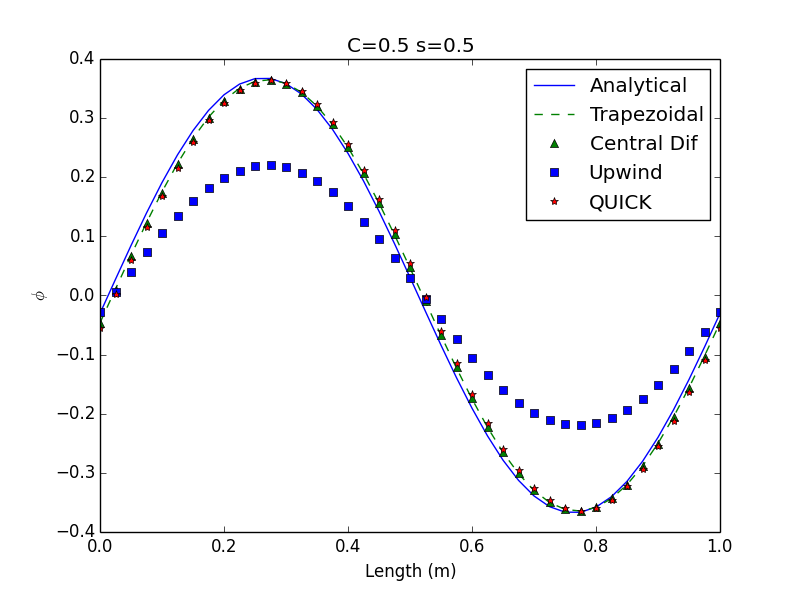 C=0.5 s=0.5
0.4
0.3
0.2
0.1
0.0
−0.1
−0.2
−0.3
−0.4
ϕ
Analytical
Trapezoidal
Central Dif
Upwind
QUICK
0.0 0.2 0.4 0.6 0.8 1.0
Length (m)